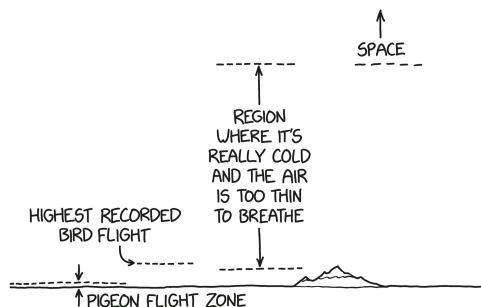 SPACE
REGION
WHERE IT'S
REALLY COLD
AND THE AIR
IS TOO THIN
TO BREATHE
HIGHEST RECORDED
BIRD FLIGHT
PIGEON FLIGHT ZONE